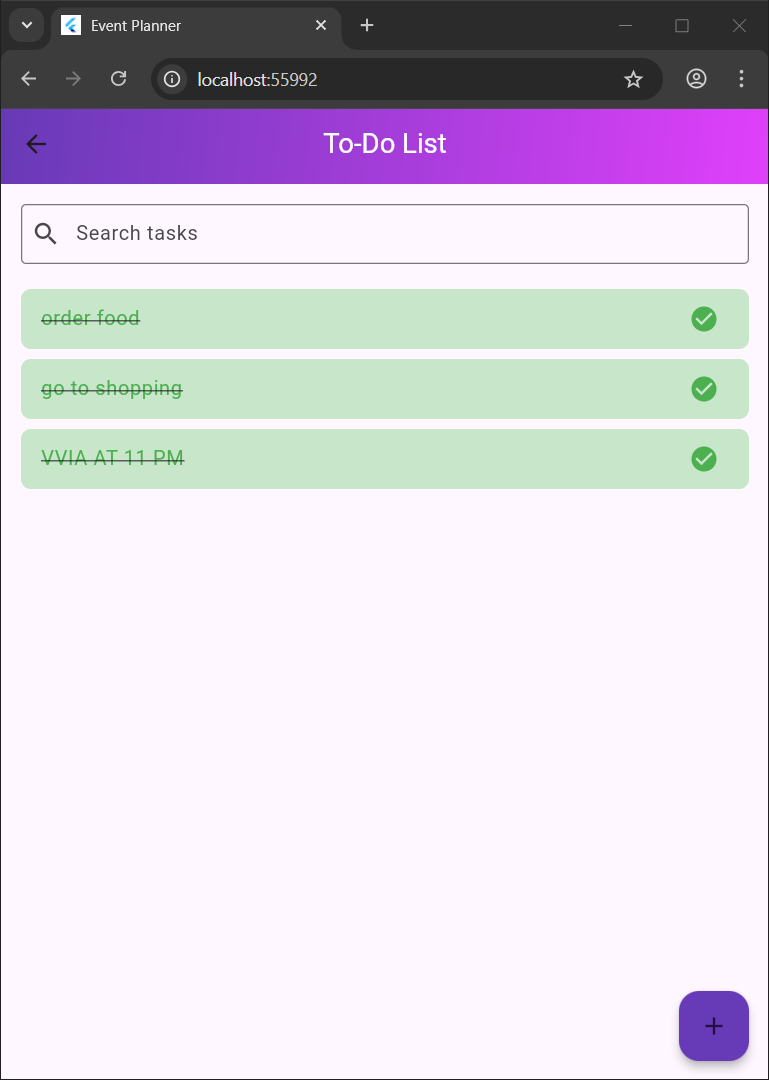 Event Planner
localhost:55992
To-Do List
Search tasks
order food
go to shopping
VVIA AT 11 PM